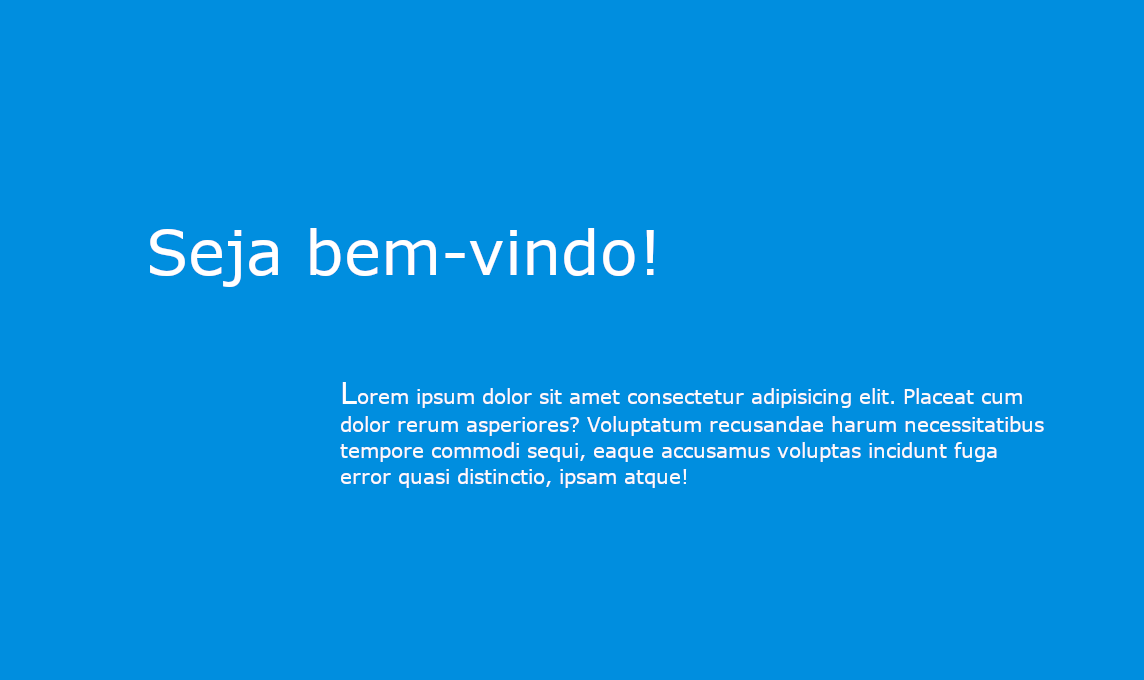 Seja bem-vindo!
Lorem ipsum dolor sit amet consectetur adipisicing elit. Placeat cum
dolor rerum asperiores? Voluptatum recusandae harum necessitatibus
tempore commodi sequi, eaque accusamus voluptas incidunt fuga
error quasi distinctio, ipsam atque!